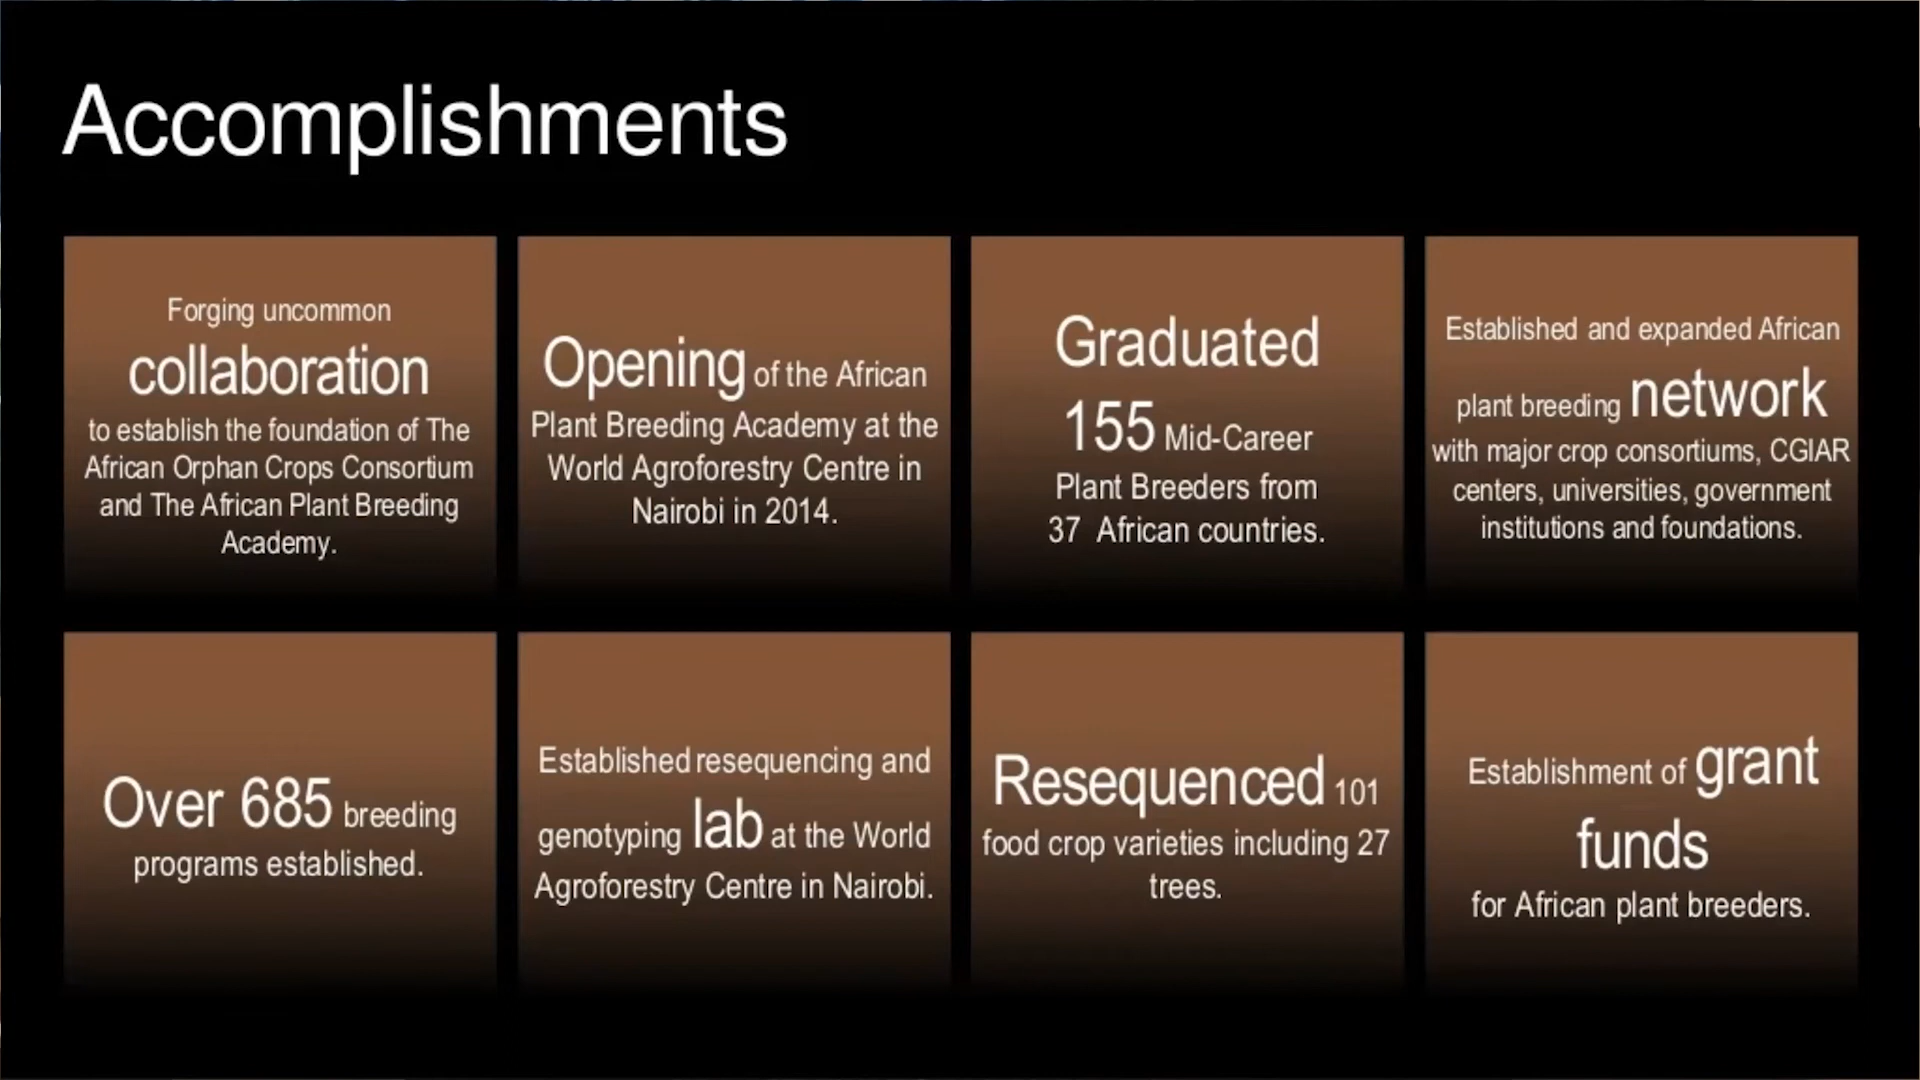 Accomplishments
Forging uncommon
collaboration
to establish the foundation of The
African Orphan Crops Consortium
and The African Plant Breeding
Academy.
Opening of the African
Plant Breeding Academy at the
World Agroforestry Centre in
Nairobi in 2014.
Graduated
155 Mid-Career
Plant Breeders from
37 African countries.
Established and expanded African
plant breeding network
with major crop consortiums, CGIAR
centers, universities, government
institutions and foundations.
Over 685 breeding
programs established.
Established resequencing and
genotyping lab at the World
Agroforestry Centre in Nairobi.
Resequenced 101
food crop varieties including 27
trees.
Establishment of grant
funds
for African plant breeders.